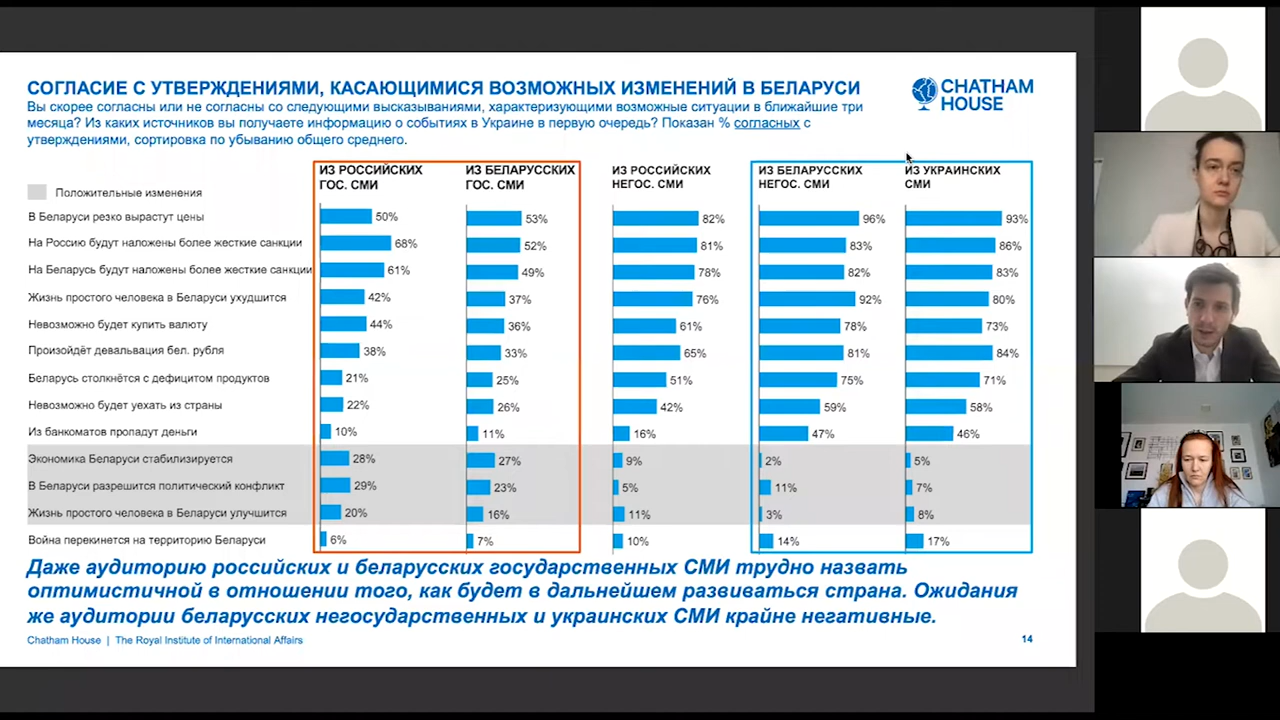 СОГЛАСИЕ С УТВЕРЖДЕНИЯМИ, КАСАЮЩИМИСЯ ВОЗМОЖНЫХ ИЗМЕНЕНИЙ В БЕЛАРУСИ
Вы скорее согласны или не согласны со следующими высказываниями, характеризующими возможные ситуации в ближайшие три
месяца? Из каких источников вы получаете информацию о событиях в Украине в первую очередь? Показан % согласных с
утверждениями, сортировка по убыванию общего среднего.
CHATHAM
HOUSE
ИЗ РОССИЙСКИХ ГОС. СМИ
ИЗ БЕЛАРУССКИХ ГОС. СМИ
ИЗ РОССИЙСКИХ НЕГОС. СМИ
ИЗ БЕЛАРУССКИХ НЕГОС. СМИ
ИЗ УКРАИНСКИХ СМИ
Положительные изменения
В Беларуси резко вырастут цены 50% 53% 82% 96% 93%
На Россию будут наложены более жесткие санкции 68% 52% 81% 83% 86%
На Беларусь будут наложены более жесткие санкции 61% 49% 78% 82% 83%
Жизнь простого человека в Беларуси ухудшится 42% 37% 76% 92% 80%
Невозможно будет купить валюту 44% 36% 61% 78% 73%
Произойдёт девальвация бел. рубля 38% 33% 65% 81% 84%
Беларусь столкнётся с дефицитом продуктов 21% 25% 51% 75% 71%
Невозможно будет уехать из страны 22% 26% 42% 59% 58%
Из банкоматов пропадут деньги 10% 11% 16% 47% 46%
Экономика Беларуси стабилизируется 28% 27% 9% 2% 5%
В Беларуси разрешится политический конфликт 29% 23% 5% 11% 7%
Жизнь простого человека в Беларуси улучшится 20% 16% 11% 3% 8%
Война перекинется на территорию Беларуси 6% 7% 10% 14% 17%
Даже аудиторию российских и беларусских государственных СМИ трудно назвать
оптимистичной в отношении того, как будет в дальнейшем развиваться страна. Ожидания
же аудитории беларусских негосударственных и украинских СМИ крайне негативные.
Chatham House | The Royal Institute of International Affairs
14